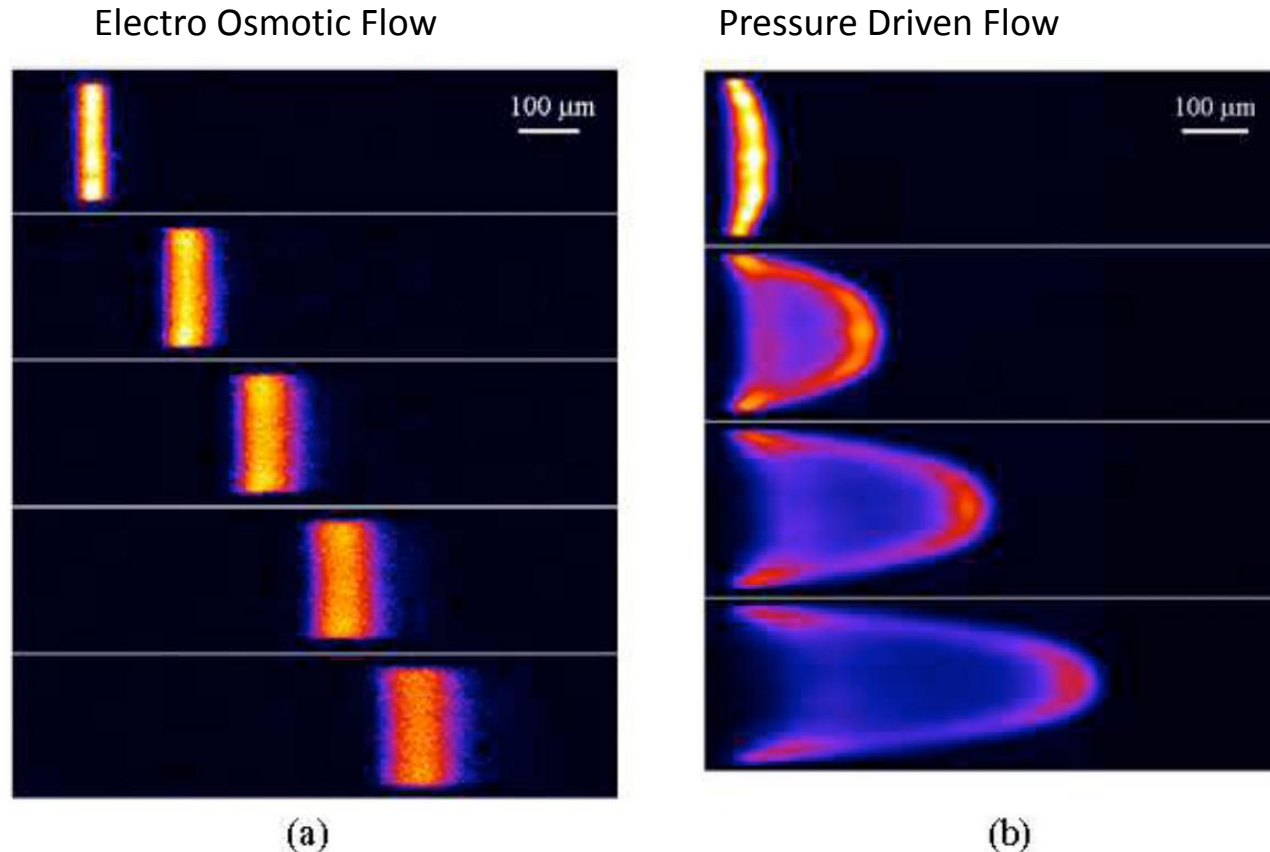 Electro Osmotic Flow
Pressure Driven Flow
100 μm
100 μm
(a)
(b)